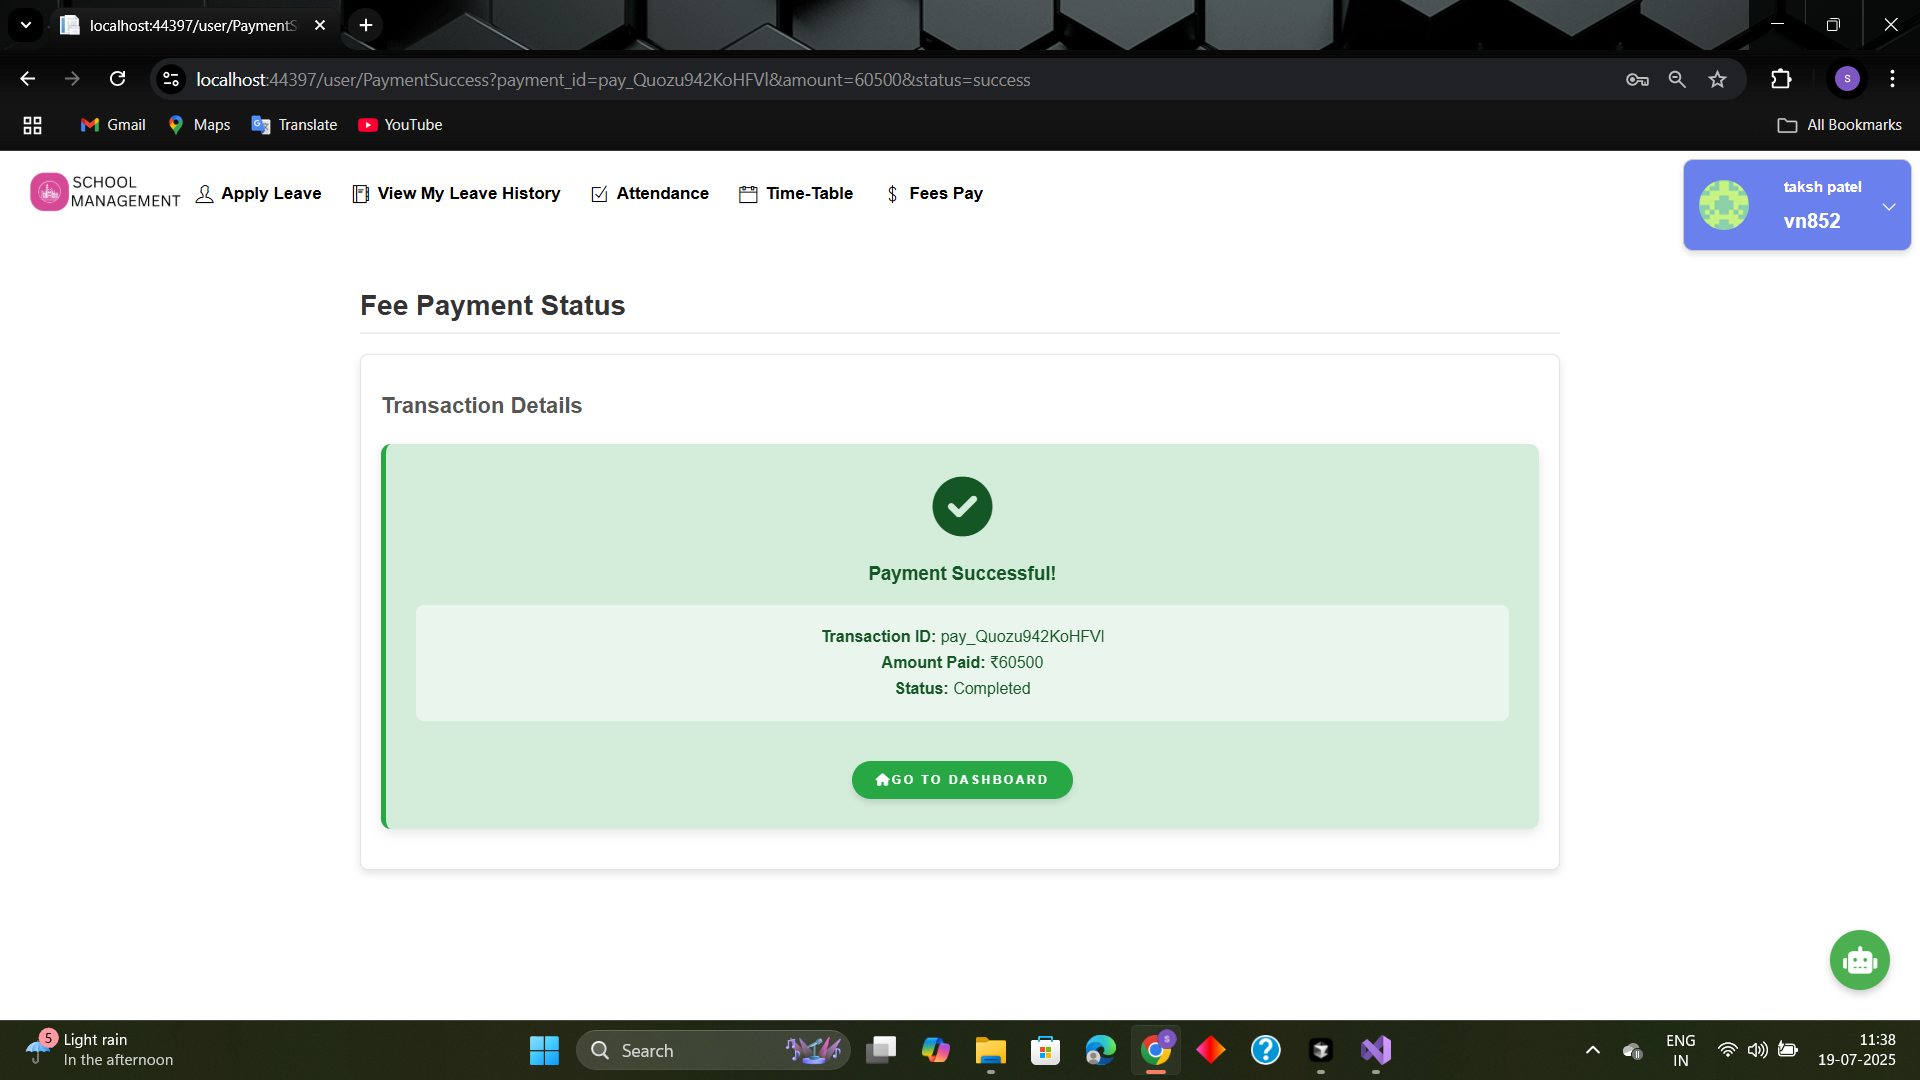 localhost:44397/user/PaymentS
localhost:44397/user/PaymentSuccess?payment_id=pay_Quozu942KoHFVl&amount=60500&status=success
S
Gmail
Maps
Translate
YouTube
All Bookmarks
SCHOOL
MANAGEMENT
Apply Leave
View My Leave History
Attendance
Time-Table
$ Fees Pay
taksh patel
vn852
Fee Payment Status
Transaction Details
Payment Successful!
Transaction ID: pay_Quozu942KoHFVl
Amount Paid: ₹60500
Status: Completed
GO TO DASHBOARD
5
Light rain
In the afternoon
Search
S
ENG
IN
11:38
19-07-2025